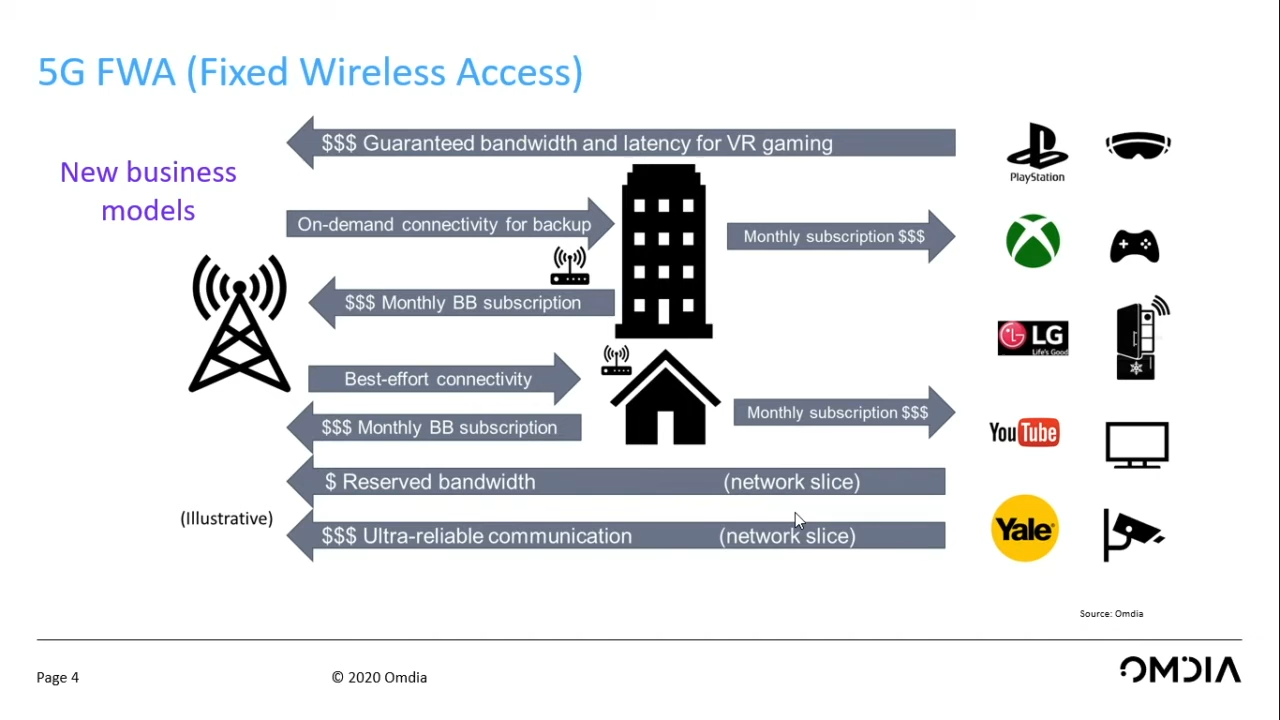 5G FWA (Fixed Wireless Access)
New business
models
$$$ Guaranteed bandwidth and latency for VR gaming
On-demand connectivity for backup
Monthly subscription $$$
$$$ Monthly BB subscription
Best-effort connectivity
Monthly subscription $$$
$$$ Monthly BB subscription
$ Reserved bandwidth (network slice)
(Illustrative)
$$$ Ultra-reliable communication (network slice)
PlayStation
LG
Life's Good
YouTube
Yale
Source: Omdia
Page 4
© 2020 Omdia
OMDIA